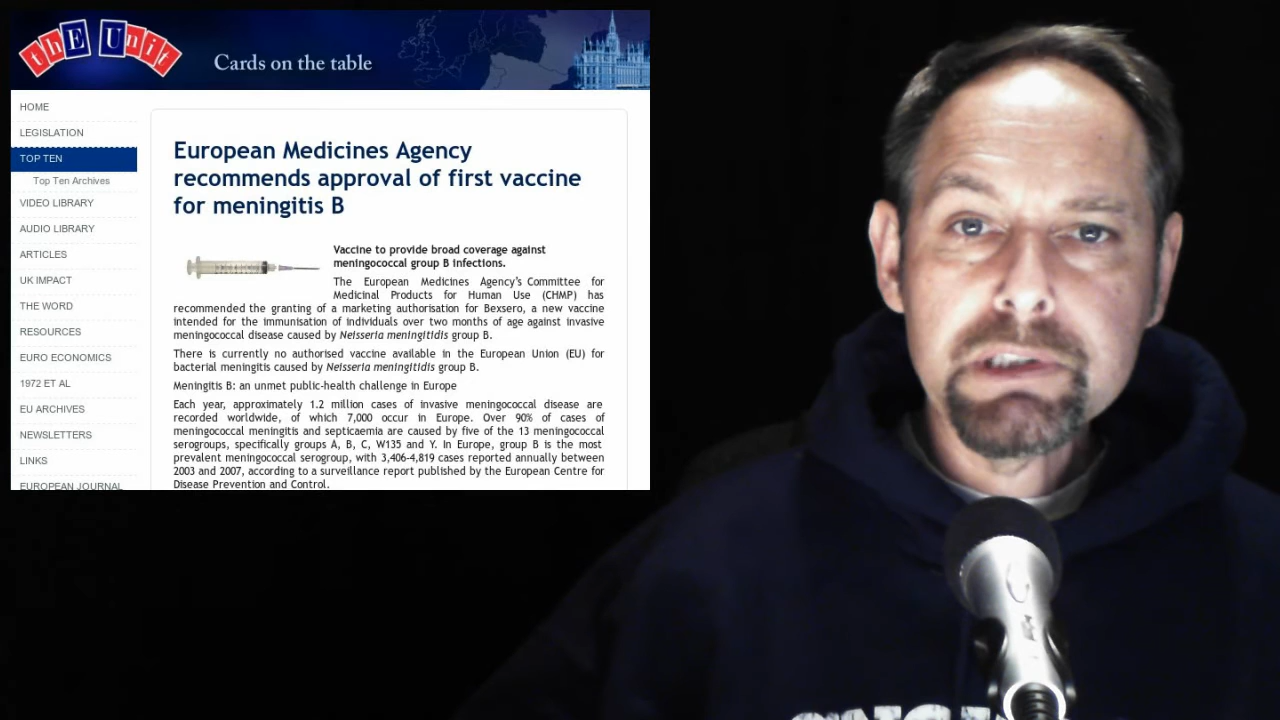 thE Unit
Cards on the table
HOME
LEGISLATION
TOP TEN
Top Ten Archives
VIDEO LIBRARY
AUDIO LIBRARY
ARTICLES
UK IMPACT
THE WORD
RESOURCES
EURO ECONOMICS
1972 ET AL
EU ARCHIVES
NEWSLETTERS
LINKS
EUROPEAN JOURNAL
European Medicines Agency
recommends approval of first vaccine
for meningitis B
Vaccine to provide broad coverage against
meningococcal group B infections.
The European Medicines Agency's Committee for
Medicinal Products for Human Use (CHMP) has
recommended the granting of a marketing authorisation for Bexsero, a new vaccine
intended for the immunisation of individuals over two months of age against invasive
meningococcal disease caused by Neisseria meningitidis group B.
There is currently no authorised vaccine available in the European Union (EU) for
bacterial meningitis caused by Neisseria meningitidis group B.
Meningitis B: an unmet public-health challenge in Europe
Each year, approximately 1.2 million cases of invasive meningococcal disease are
recorded worldwide, of which 7,000 occur in Europe. Over 90% of cases of
meningococcal meningitis and septicaemia are caused by five of the 13 meningococcal
serogroups, specifically groups A, B, C, W135 and Y. In Europe, group B is the most
prevalent meningococcal serogroup, with 3,406-4,819 cases reported annually between
2003 and 2007, according to a surveillance report published by the European Centre for
Disease Prevention and Control.